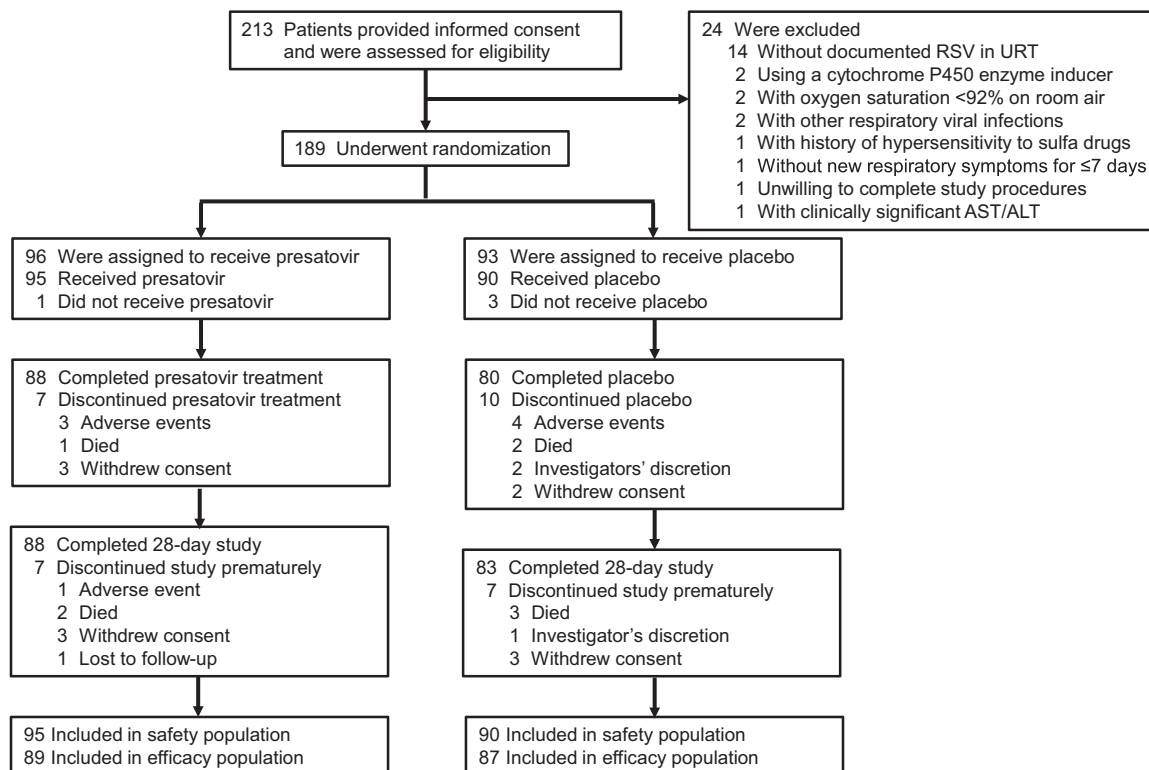 213 Patients provided informed consent
and were assessed for eligibility
24 Were excluded
14 Without documented RSV in URT
2 Using a cytochrome P450 enzyme inducer
2 With oxygen saturation <92% on room air
2 With other respiratory viral infections
1 With history of hypersensitivity to sulfa drugs
1 Without new respiratory symptoms for ≤7 days
1 Unwilling to complete study procedures
1 With clinically significant AST/ALT
189 Underwent randomization
96 Were assigned to receive presatovir
95 Received presatovir
1 Did not receive presatovir
93 Were assigned to receive placebo
90 Received placebo
3 Did not receive placebo
88 Completed presatovir treatment
7 Discontinued presatovir treatment
3 Adverse events
1 Died
3 Withdrew consent
80 Completed placebo
10 Discontinued placebo
4 Adverse events
2 Died
2 Investigators’ discretion
2 Withdrew consent
88 Completed 28-day study
7 Discontinued study prematurely
1 Adverse event
2 Died
3 Withdrew consent
1 Lost to follow-up
83 Completed 28-day study
7 Discontinued study prematurely
3 Died
1 Investigator’s discretion
3 Withdrew consent
95 Included in safety population
89 Included in efficacy population
90 Included in safety population
87 Included in efficacy population